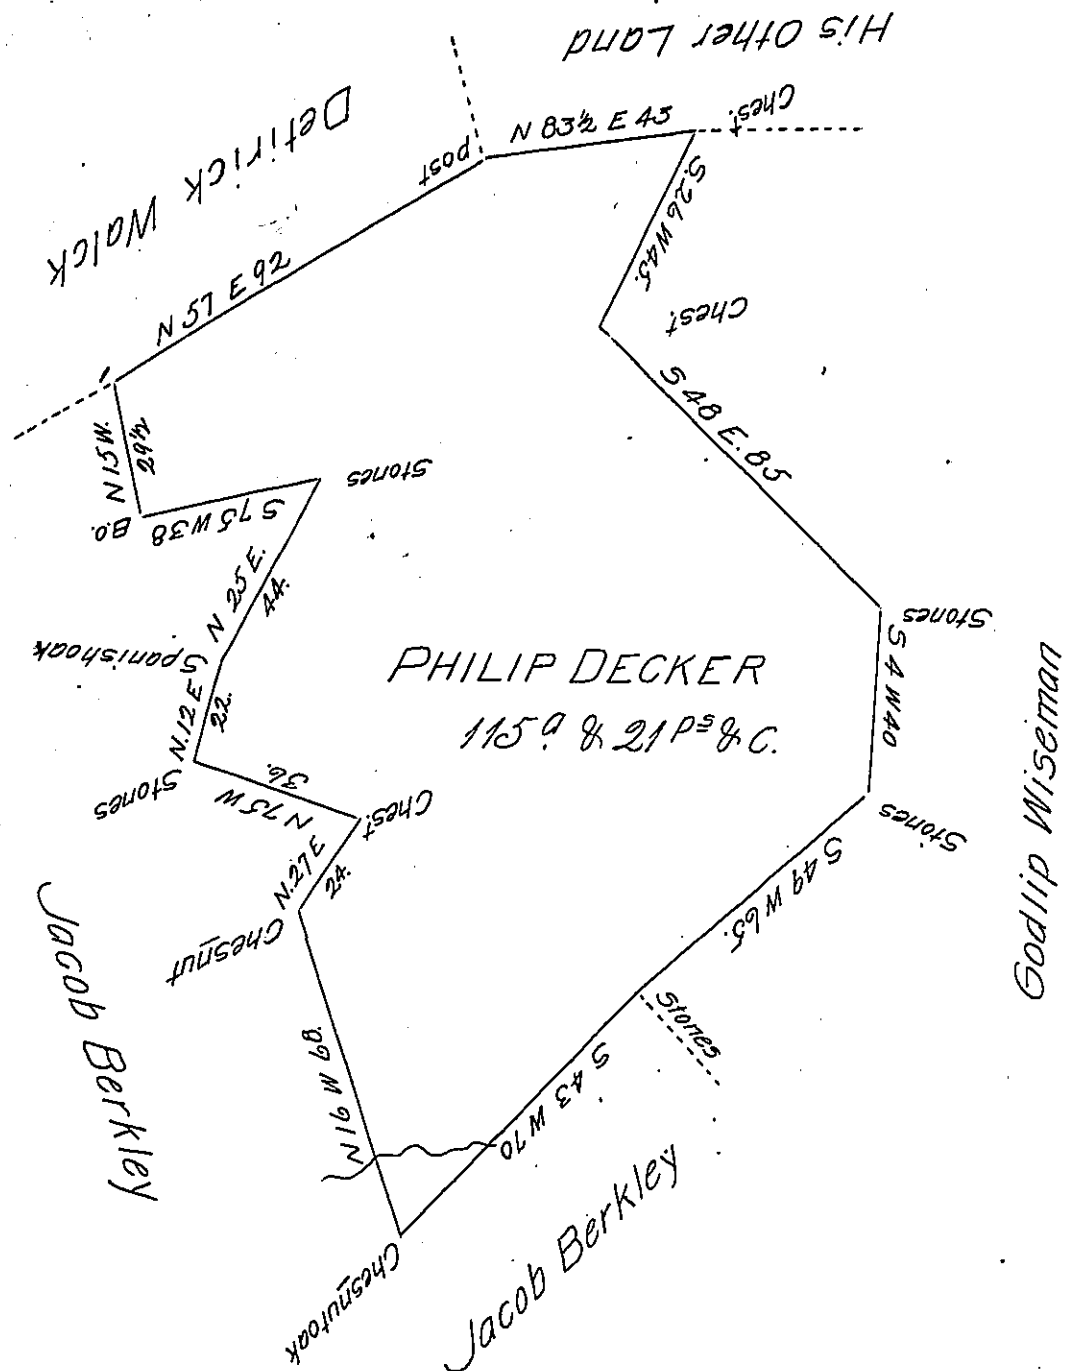 His Other Land
Detirick Walck
Chest.
N 83½ E 43
post
S 26 W 45.
N 57 E 92
Chest
S 48 E. 85
N 15 W.
29½
Stones
B.O.
S 75 W 38
N 25 E.
44.
Stones
Spanishoak
S 4 W 40
PHILIP DECKER
115 a & 21 Ps & C.
N. 12 E
22.
Stones
N 75 W
36.
Chest.
Stones
Godlip Wiseman
N. 27 E
24.
S 49 W 65.
Chesnut
Jacob Berkley
Stones
N 16 W 89.
S 43 W 70
Chesnutoak
Jacob Berkley